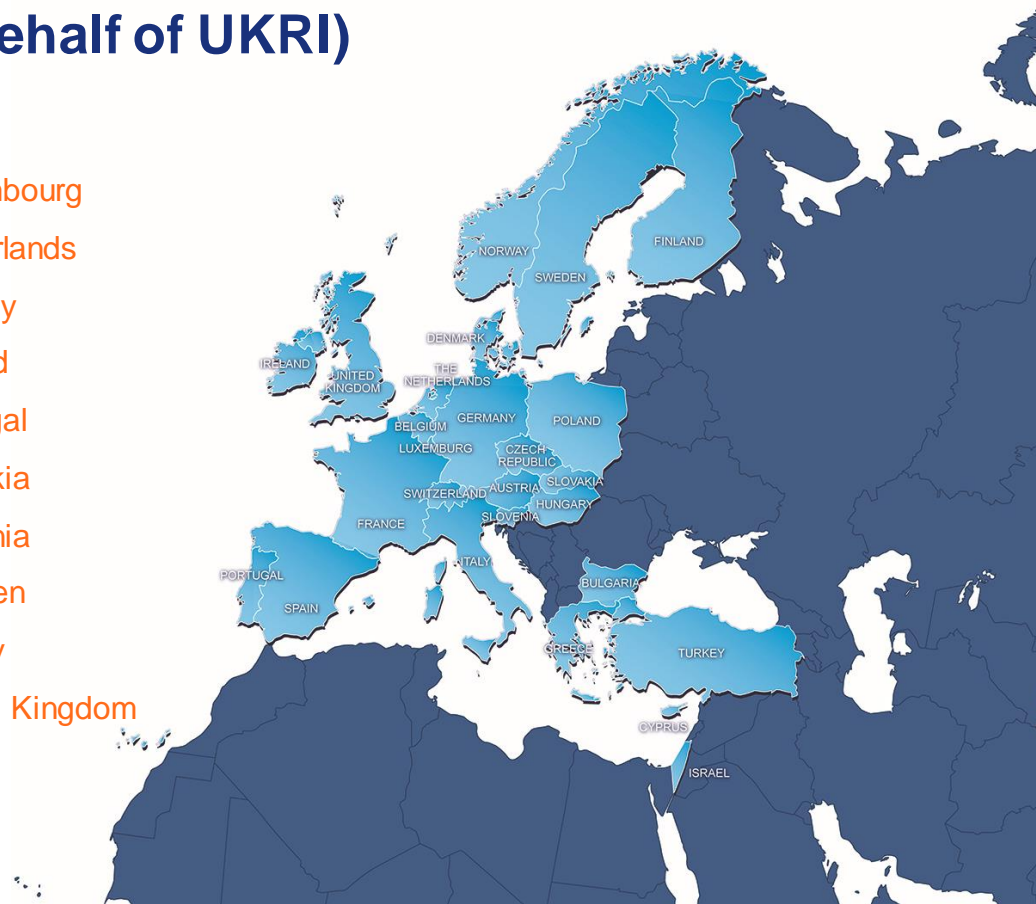 ehalf of UKRI)
bourg
rlands
y
d
gal
kia
nia
en
y
Kingdom
NORWAY
FINLAND
SWEDEN
DENMARK
IRELAND
UNITED
KINGDOM
THE
NETHERLANDS
BELGIUM
GERMANY
POLAND
LUXEMBURG
CZECH
REPUBLIC
SWITZERLAND
AUSTRIA
SLOVAKIA
HUNGARY
SLOVENIA
FRANCE
ITALY
PORTUGAL
SPAIN
BULGARIA
GREECE
TURKEY
CYPRUS
ISRAEL